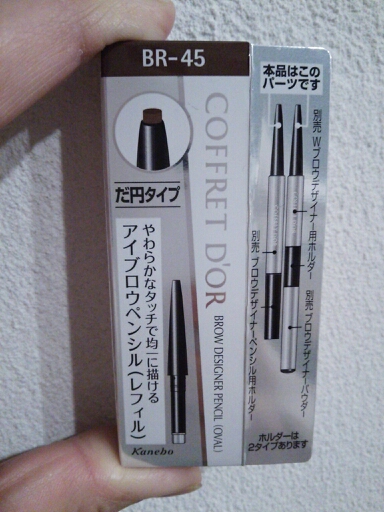 BR-45
だ円タイプ
COFFRET D'OR
BROW DESIGNER PENCIL (OVAL)
やわらかなタッチで均一に描ける
アイブロウペンシル(レフィル)
Kanebo
本品はこの
パーツです
別売 Wブロウデザイナー用ホルダー
別売 ブロウデザイナーペンシル用ホルダー
別売 ブロウデザイナーパウダー
ホルダーは
2タイプあります